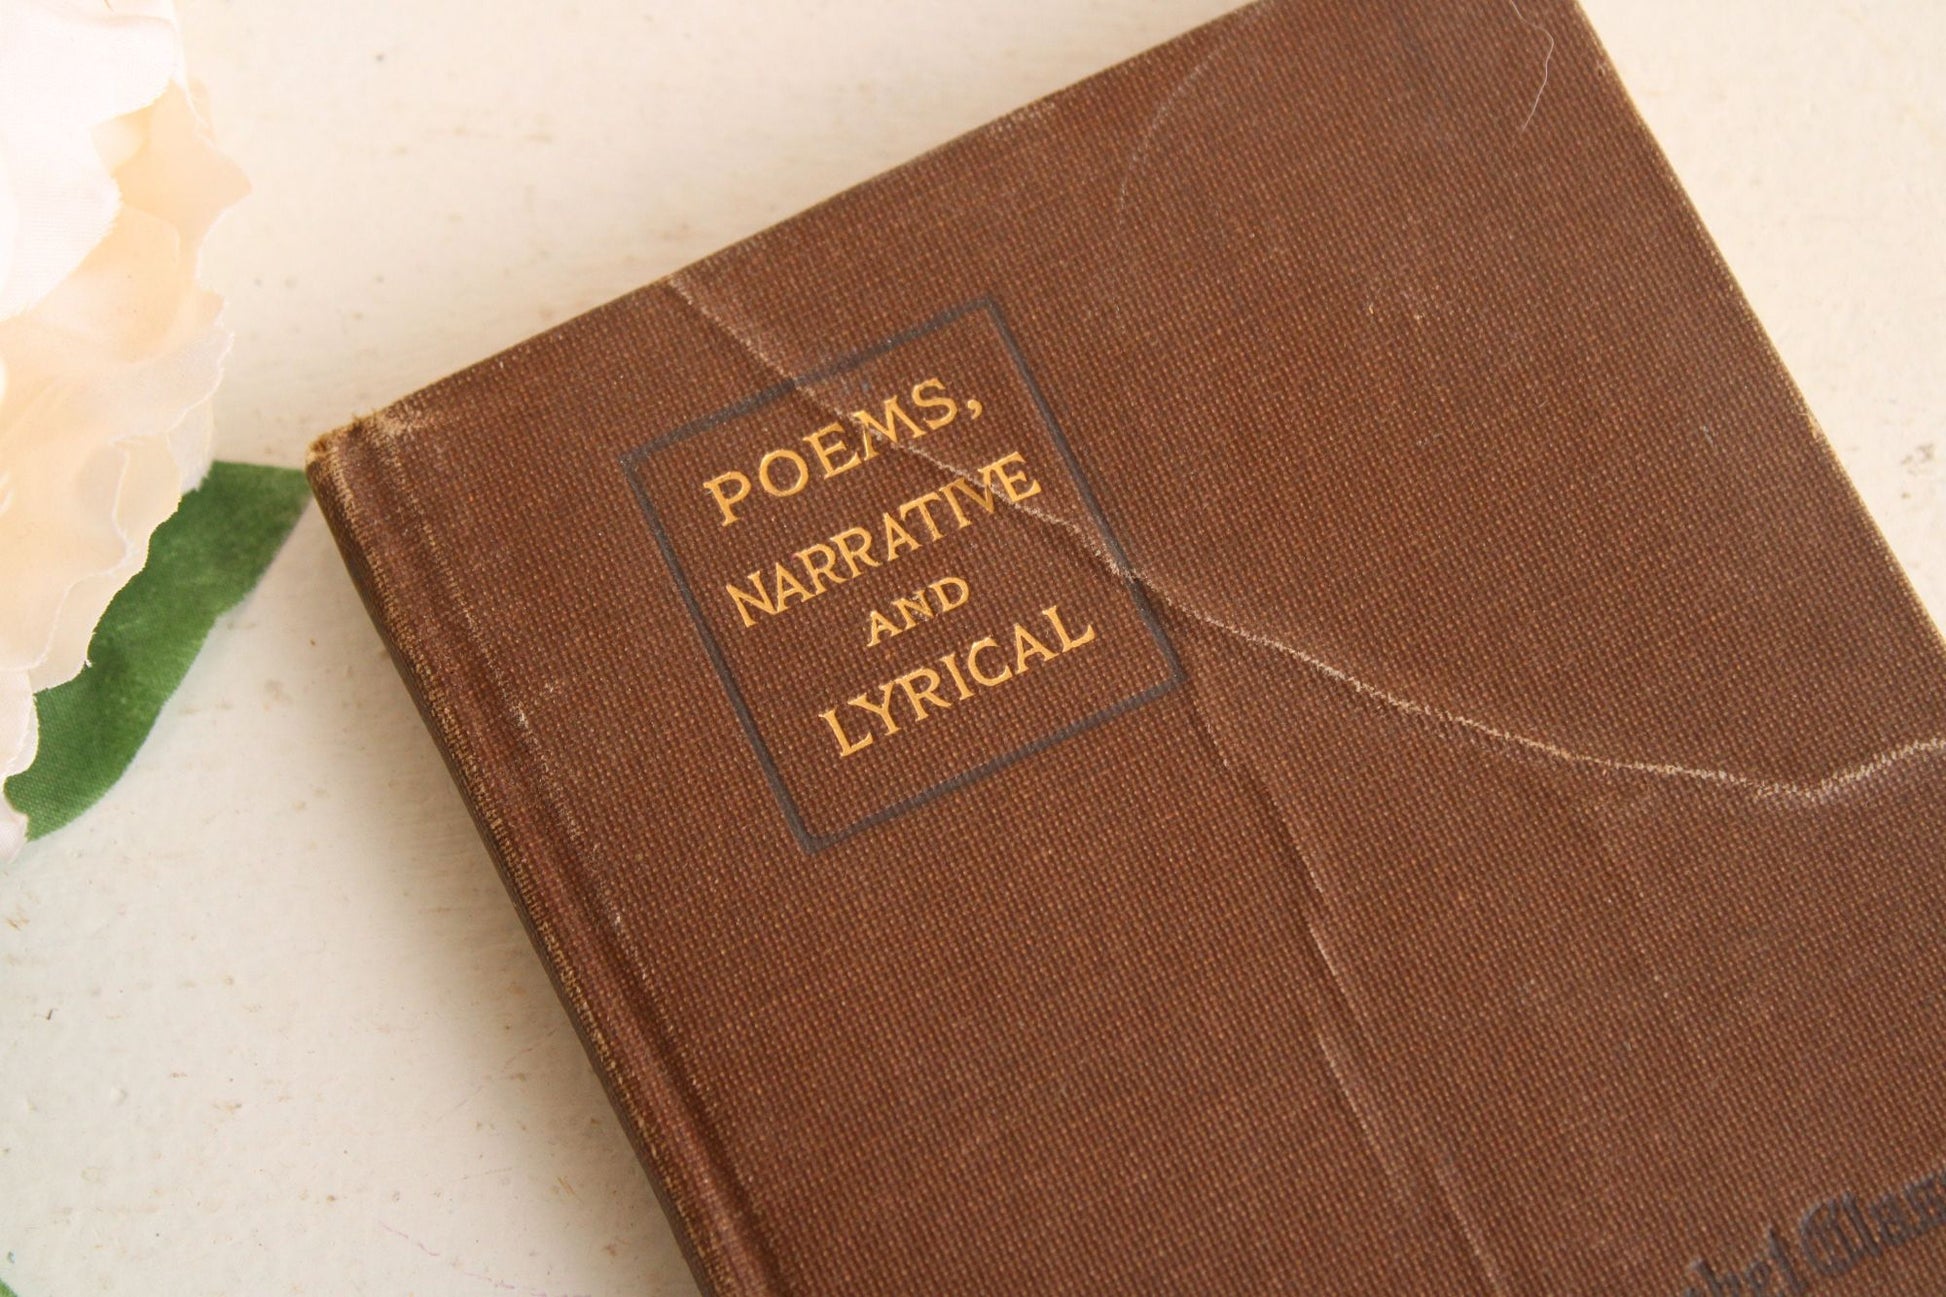 POEMS,
NARRATIVE
AND
LYRICAL